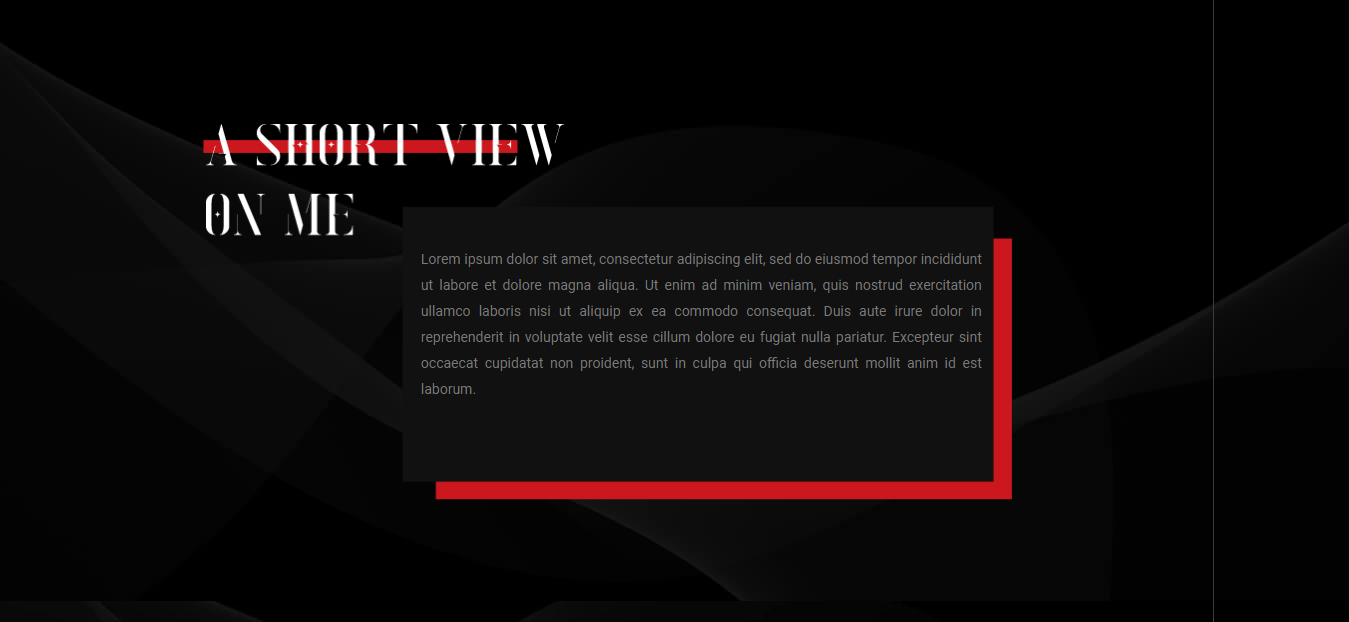 A SHORT VIEW
ON ME
Lorem ipsum dolor sit amet, consectetur adipiscing elit, sed do eiusmod tempor incididunt
ut labore et dolore magna aliqua. Ut enim ad minim veniam, quis nostrud exercitation
ullamco laboris nisi ut aliquip ex ea commodo consequat. Duis aute irure dolor in
reprehenderit in voluptate velit esse cillum dolore eu fugiat nulla pariatur. Excepteur sint
occaecat cupidatat non proident, sunt in culpa qui officia deserunt mollit anim id est
laborum.